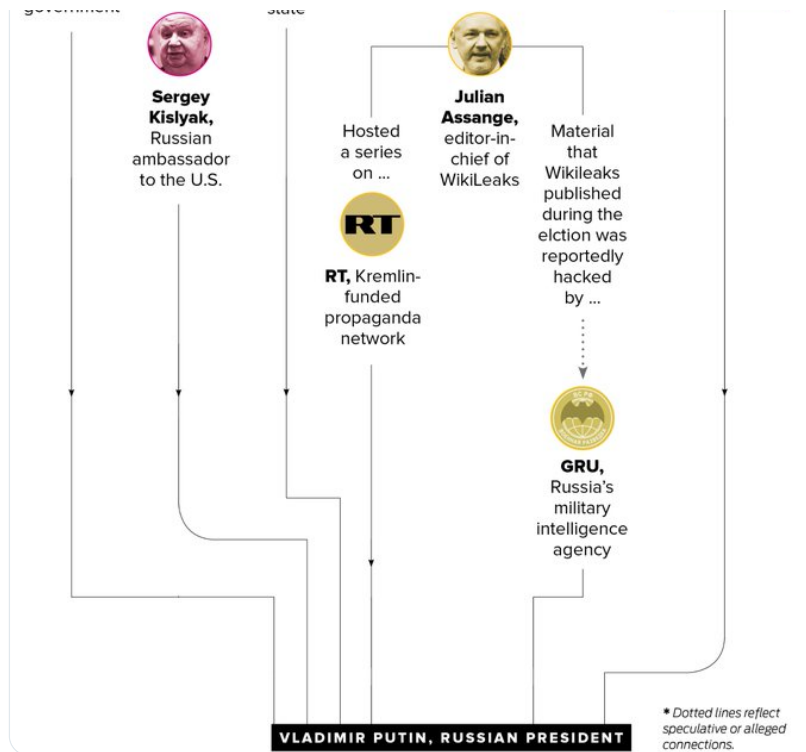 government
state
Sergey
Kislyak,
Russian
ambassador
to the U.S.
Hosted
a series
on ...
RT
RT, Kremlin-
funded
propaganda
network
Julian
Assange,
editor-in-
chief of
WikiLeaks
Material
that
Wikileaks
published
during the
elction was
reportedly
hacked
by ...
GRU,
Russia's
military
intelligence
agency
VLADIMIR PUTIN, RUSSIAN PRESIDENT
* Dotted lines reflect
speculative or alleged
connections.